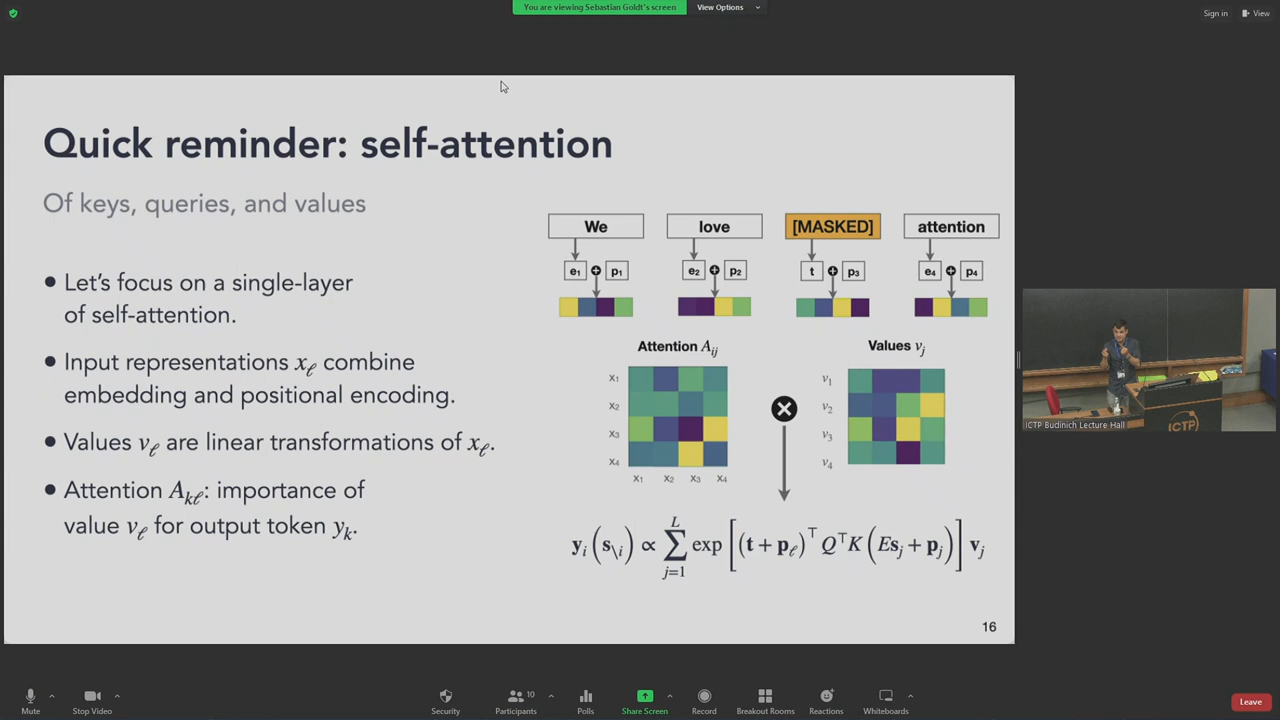 You are viewing Sebastian Goldt's screen
View Options
Sign in
View
Quick reminder: self-attention
Of keys, queries, and values
● Let's focus on a single-layer
of self-attention.
● Input representations xℓ combine
embedding and positional encoding.
● Values vℓ are linear transformations of xℓ.
● Attention Akℓ: importance of
value vℓ for output token yk.
We love [MASKED] attention
e1 + p1 e2 + p2 t + p3 e4 + p4
Attention Aij
Values vj
x1
x2
x3
x4
x1 x2 x3 x4
v1
v2
v3
v4
×
yi (s\i) ∝ ∑ j=1 L exp [(t + pℓ)⊤ Q⊤K (Esj + pj)] vj
16
ICTP
ICTP Budinich Lecture Hall
Mute
Stop Video
Security
Participants
10
Polls
Share Screen
Record
Breakout Rooms
Reactions
Whiteboards
Leave